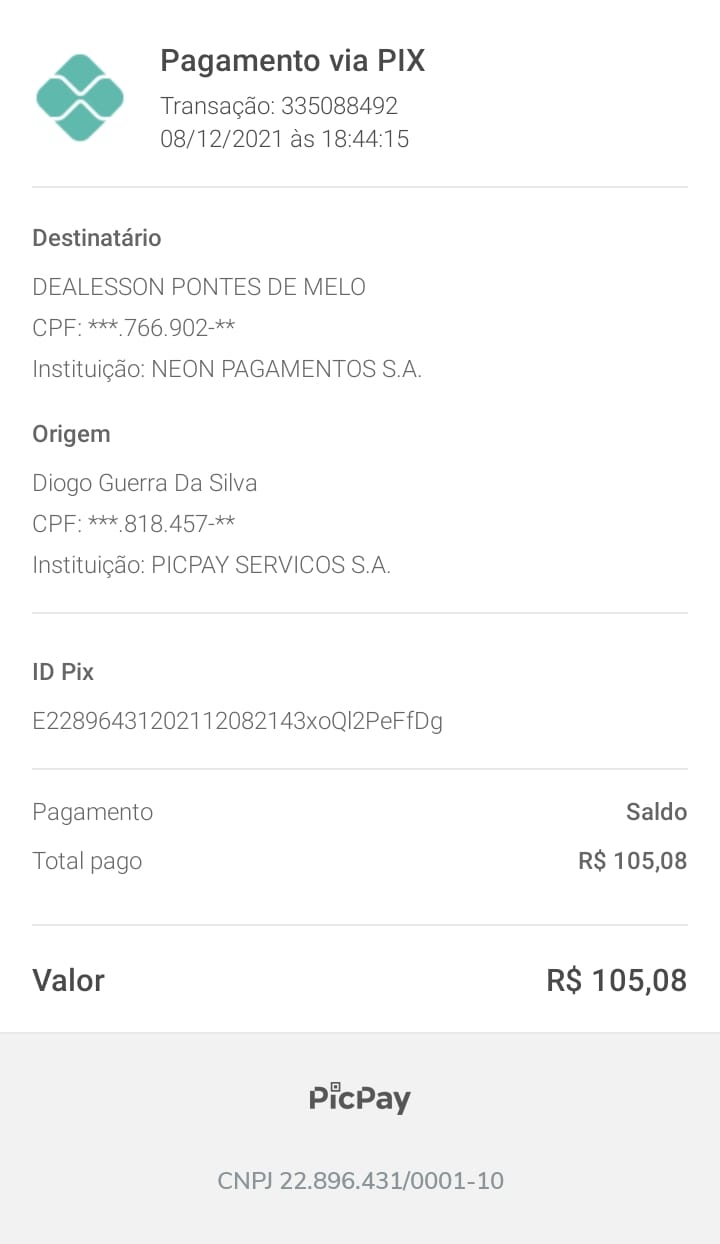 Pagamento via PIX
Transação: 335088492
08/12/2021 às 18:44:15
Destinatário
DEALESSON PONTES DE MELO
CPF: ***.766.902-**
Instituição: NEON PAGAMENTOS S.A.
Origem
Diogo Guerra Da Silva
CPF: ***.818.457-**
Instituição: PICPAY SERVICOS S.A.
ID Pix
E22896431202112082143xoQl2PeFfDg
Pagamento Saldo
Total pago R$ 105,08
Valor R$ 105,08
PicPay
CNPJ 22.896.431/0001-10